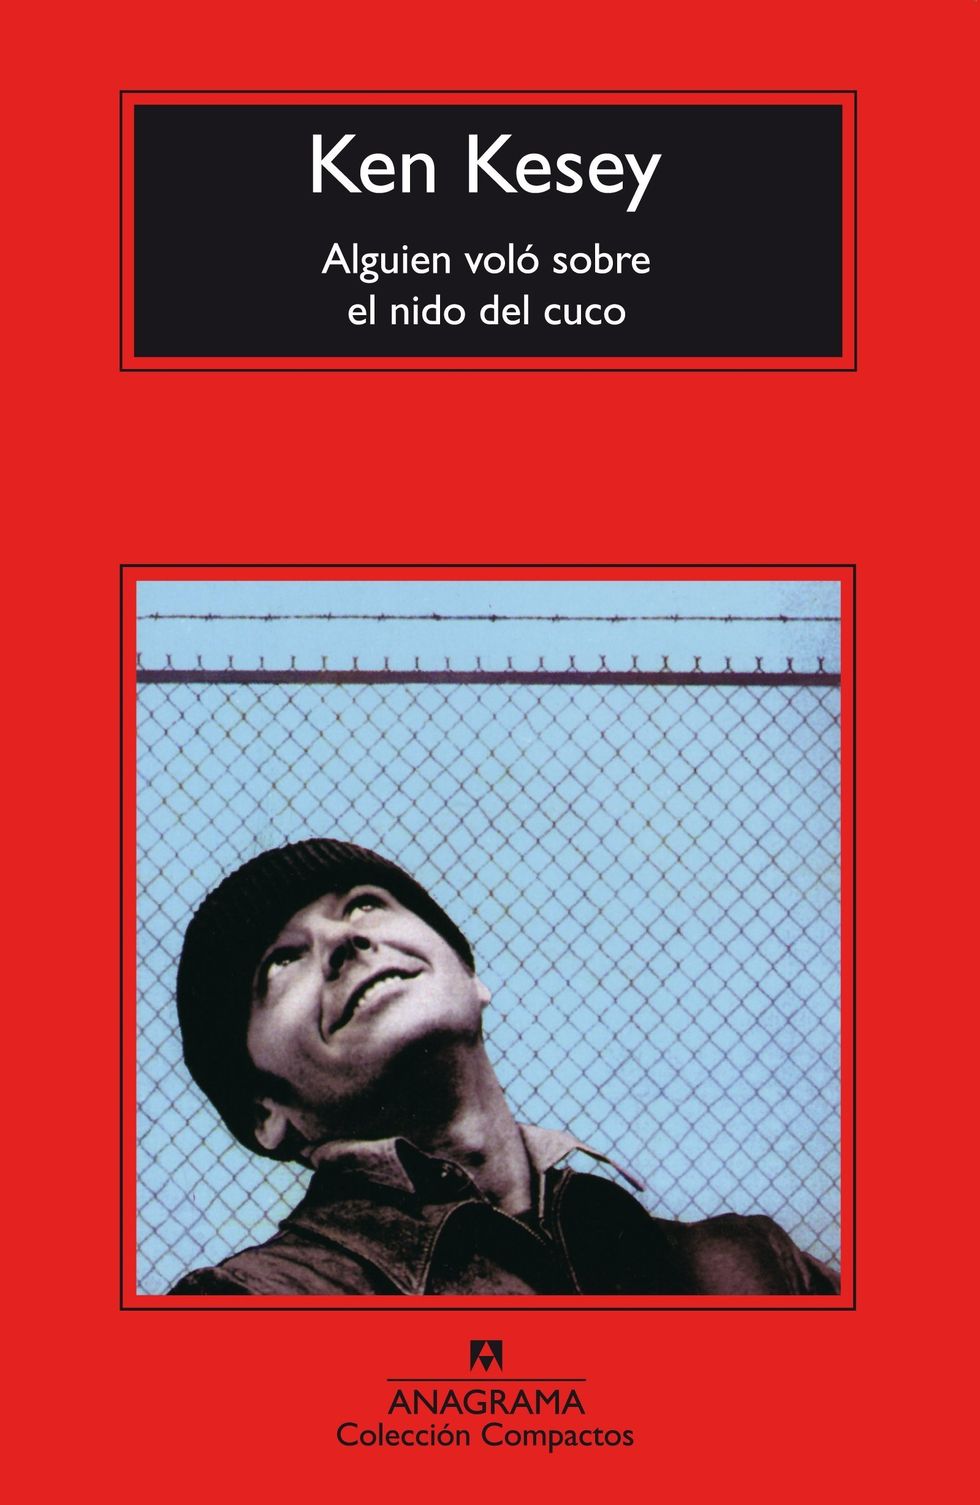 Ken Kesey
Alguien voló sobre
el nido del cuco
ANAGRAMA
Colección Compactos